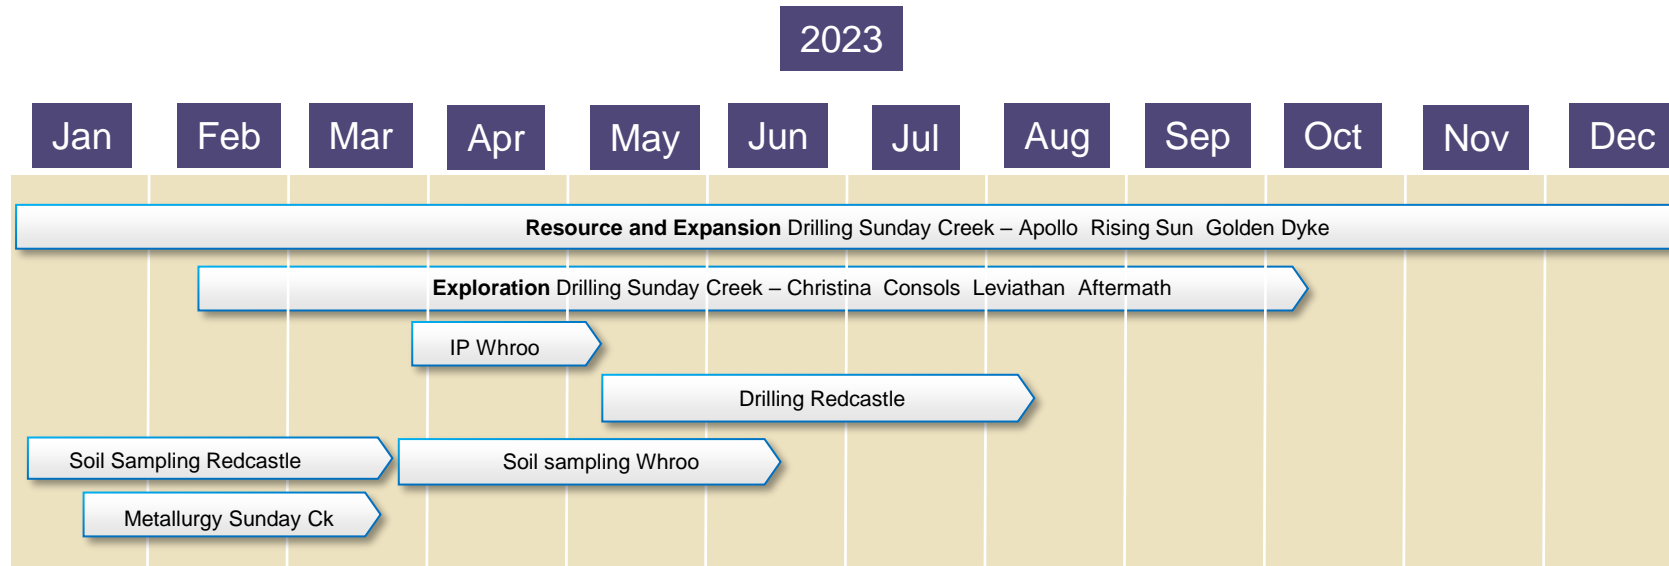 2023
Jan Feb Mar Apr May Jun Jul Aug Sep Oct Nov Dec
Resource and Expansion Drilling Sunday Creek – Apollo Rising Sun Golden Dyke
Exploration Drilling Sunday Creek – Christina Consols Leviathan Aftermath
IP Whroo
Drilling Redcastle
Soil Sampling Redcastle
Soil sampling Whroo
Metallurgy Sunday Ck